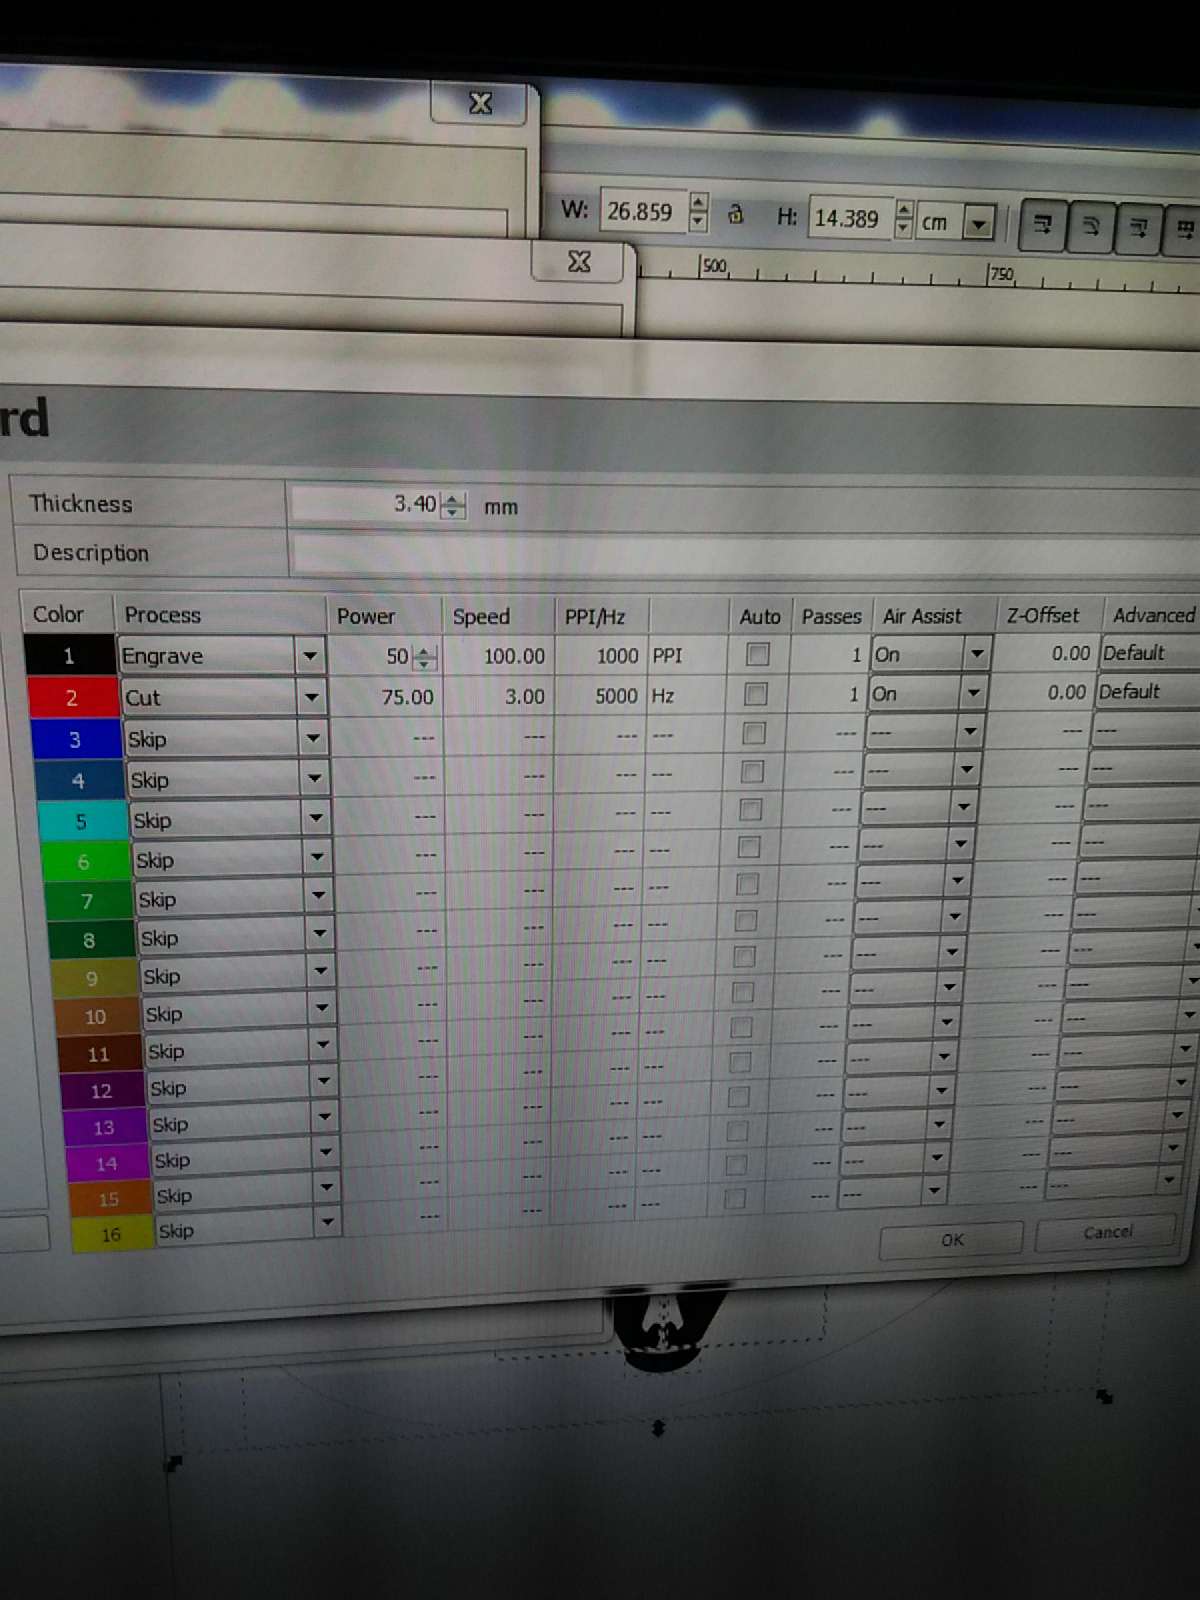 W: 26.859 H: 14.389 cm
500 750
rd
Thickness 3.40 mm
Description
Color Process Power Speed PPI/Hz Auto Passes Air Assist Z-Offset Advanced
1 Engrave 50 100.00 1000 PPI 1 On 0.00 Default
2 Cut 75.00 3.00 5000 Hz 1 On 0.00 Default
3 Skip --- --- --- --- --- --- --- ---
4 Skip --- --- --- --- --- --- --- ---
5 Skip --- --- --- --- --- --- --- ---
6 Skip --- --- --- --- --- --- --- ---
7 Skip --- --- --- --- --- --- --- ---
8 Skip --- --- --- --- --- --- --- ---
9 Skip --- --- --- --- --- --- --- ---
10 Skip --- --- --- --- --- --- --- ---
11 Skip --- --- --- --- --- --- --- ---
12 Skip --- --- --- --- --- --- --- ---
13 Skip --- --- --- --- --- --- --- ---
14 Skip --- --- --- --- --- --- --- ---
15 Skip --- --- --- --- --- --- --- ---
16 Skip --- --- --- --- --- --- --- ---
OK Cancel